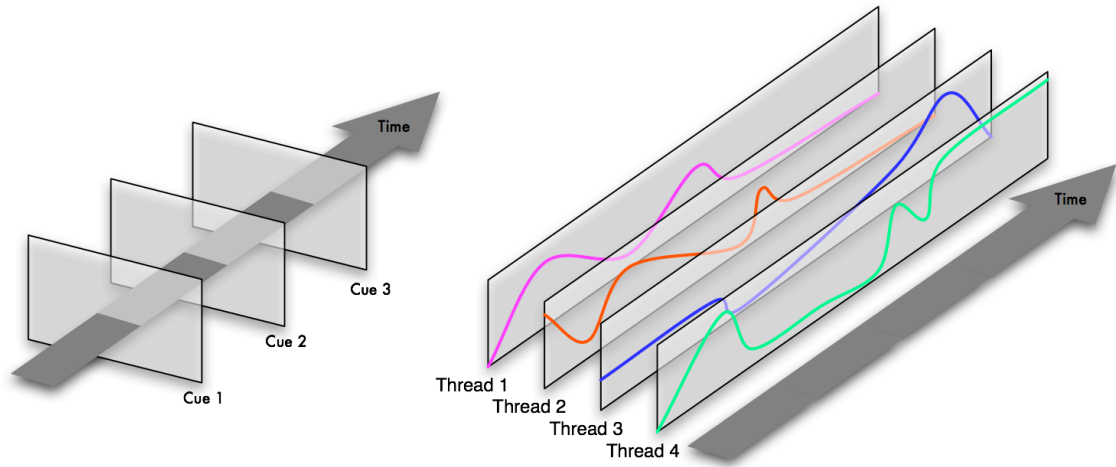 Time
Cue 3
Cue 2
Cue 1
Time
Thread 1
Thread 2
Thread 3
Thread 4